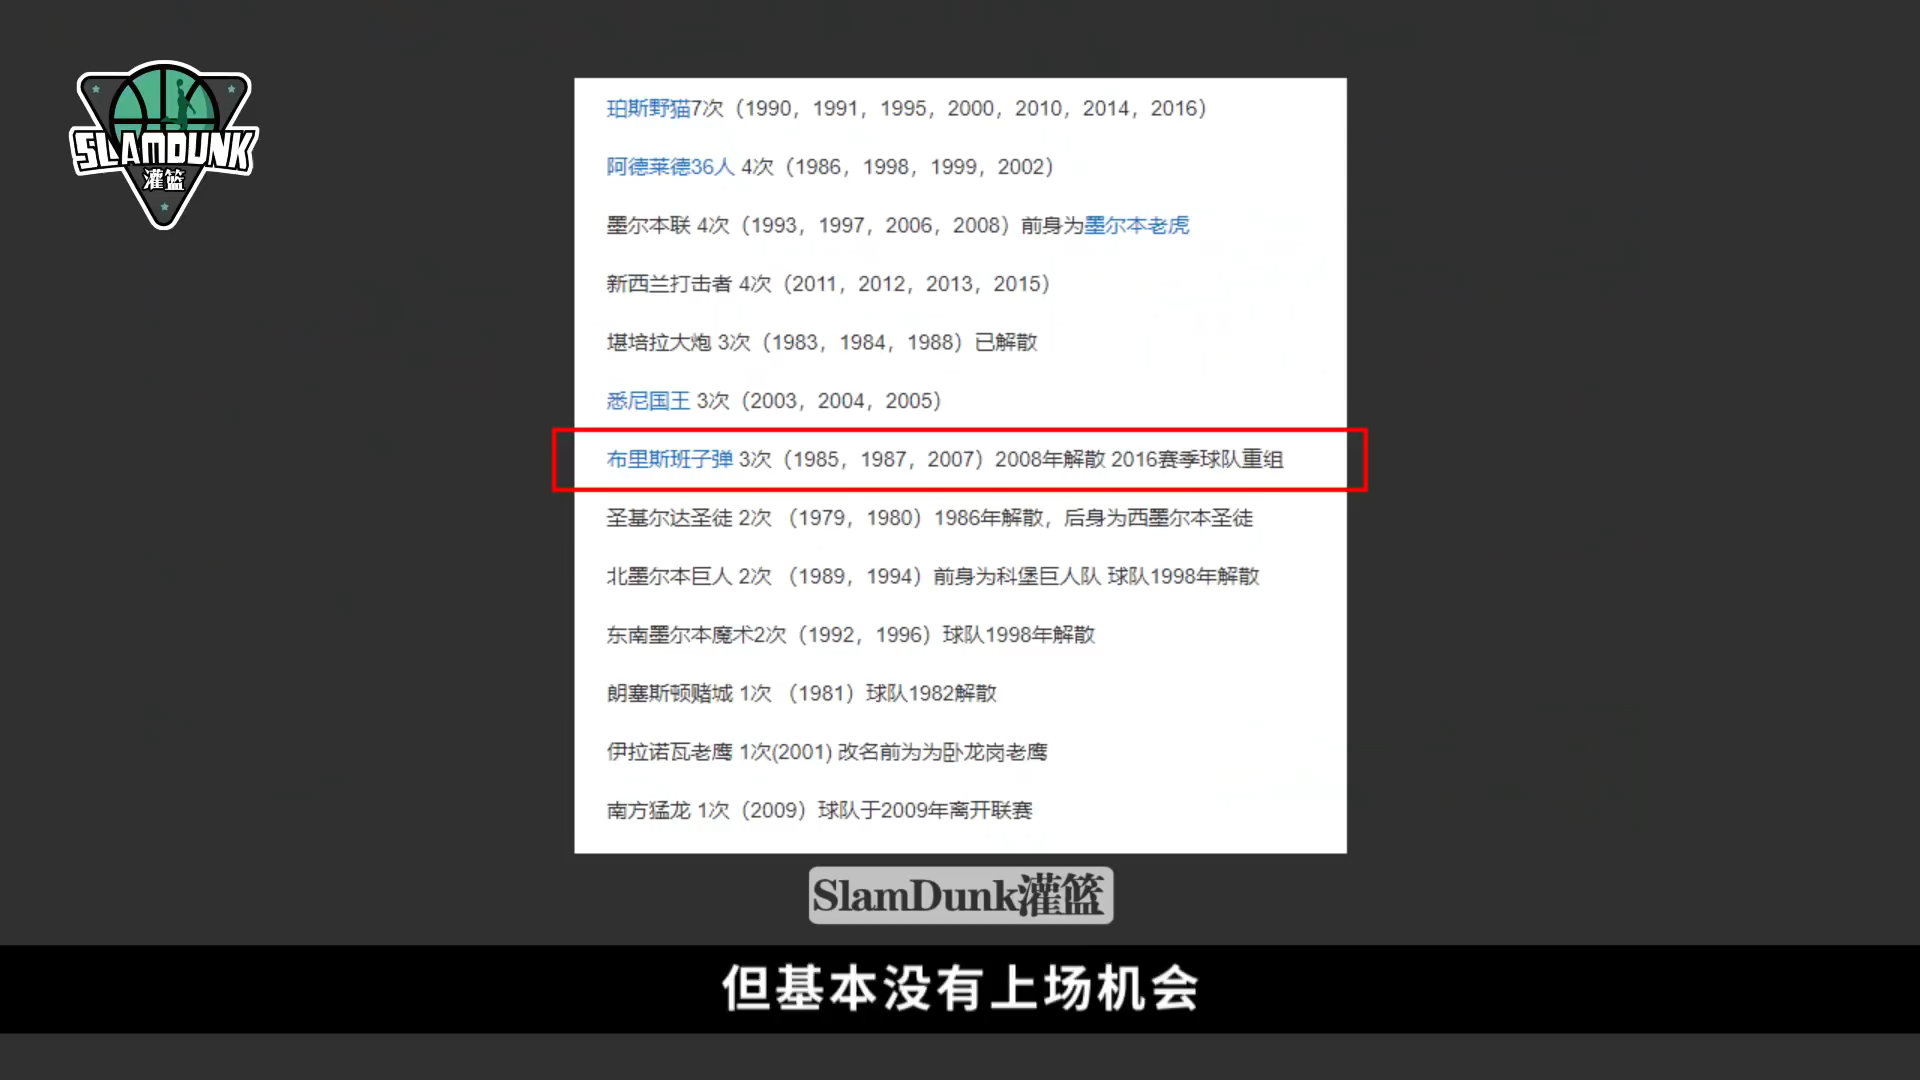 SLAMDUNK
灌篮
珀斯野猫7次（1990，1991，1995，2000，2010，2014，2016）
阿德莱德36人 4次（1986，1998，1999，2002）
墨尔本联 4次（1993，1997，2006，2008）前身为墨尔本老虎
新西兰打击者 4次（2011，2012，2013，2015）
堪培拉大炮 3次（1983，1984，1988）已解散
悉尼国王 3次（2003，2004，2005）
布里斯班子弹 3次（1985，1987，2007）2008年解散 2016赛季球队重组
圣基尔达圣徒 2次 （1979，1980）1986年解散，后身为西墨尔本圣徒
北墨尔本巨人 2次 （1989，1994）前身为科堡巨人队 球队1998年解散
东南墨尔本魔术2次（1992，1996）球队1998年解散
朗塞斯顿赌城 1次 （1981）球队1982解散
伊拉诺瓦老鹰 1次(2001) 改名前为为卧龙岗老鹰
南方猛龙 1次（2009）球队于2009年离开联赛
SlamDunk灌篮
但基本没有上场机会